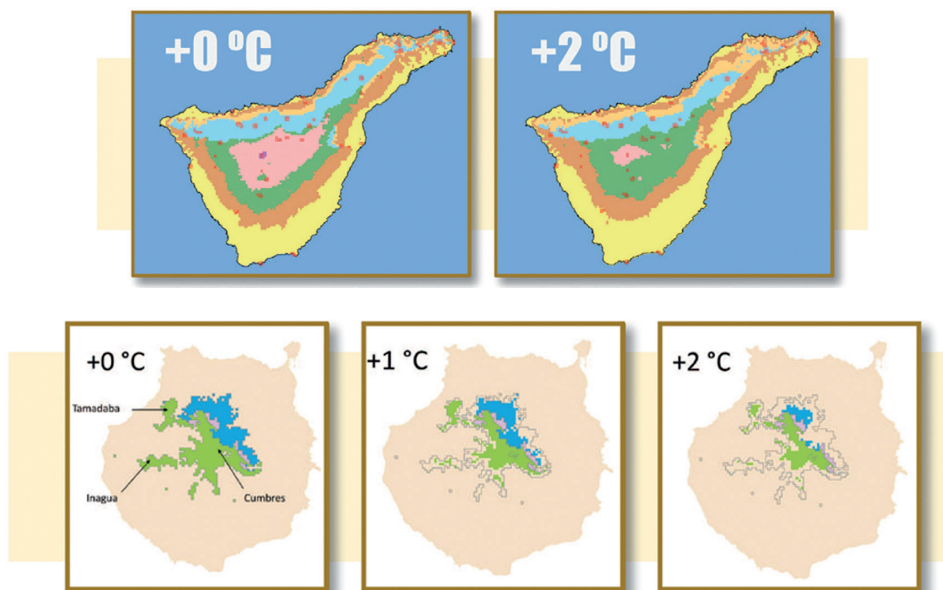 +0 ºC
+2 ºC
+0 °C
Tamadaba
Inagua
Cumbres
+1 °C
+2 °C